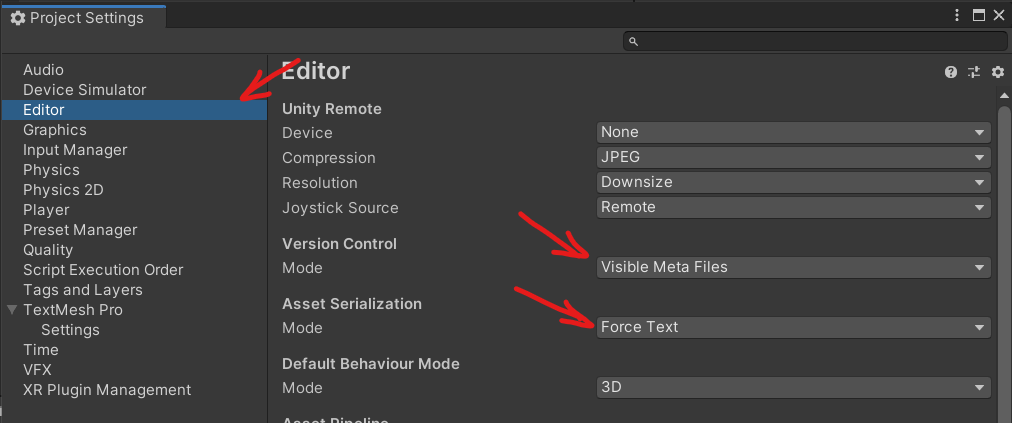 Project Settings
Audio
Device Simulator
Editor
Graphics
Input Manager
Physics
Physics 2D
Player
Preset Manager
Quality
Script Execution Order
Tags and Layers
TextMesh Pro
Settings
Time
VFX
XR Plugin Management
Editor
Unity Remote
Device None
Compression JPEG
Resolution Downsize
Joystick Source Remote
Version Control
Mode Visible Meta Files
Asset Serialization
Mode Force Text
Default Behaviour Mode
Mode 3D
Asset Pipeline